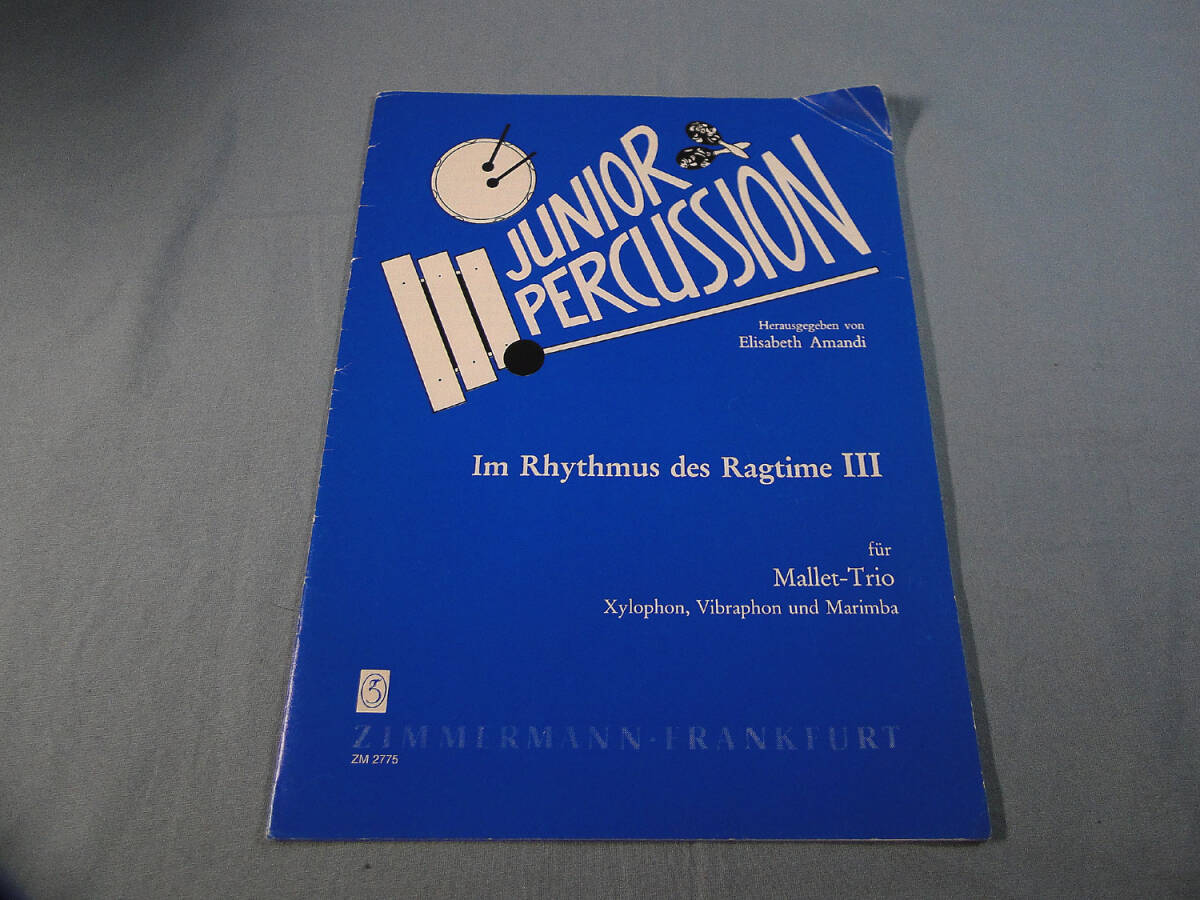 JUNIOR
PERCUSSION
Herausgegeben von
Elisabeth Amandi
Im Rhythmus des Ragtime III
für
Mallet-Trio
Xylophon, Vibraphon und Marimba
ZIMMERMANN · FRANKFURT
ZM 2775